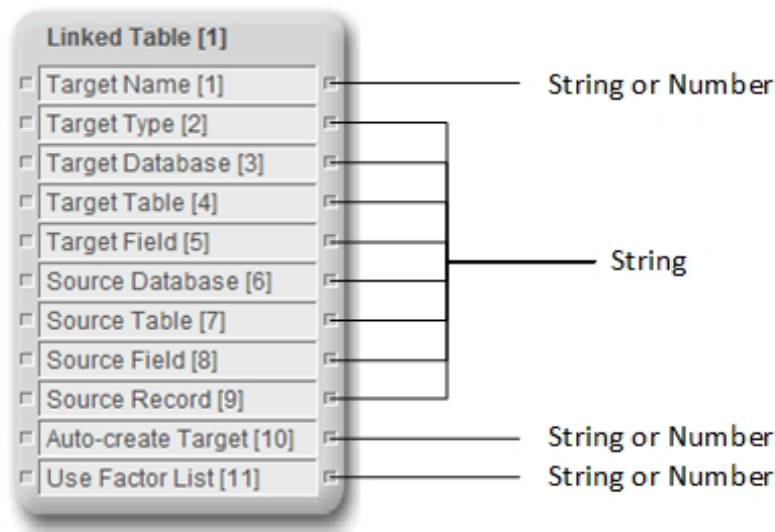 Linked Table [1]
Target Name [1]
String or Number
Target Type [2]
Target Database [3]
Target Table [4]
Target Field [5]
String
Source Database [6]
Source Table [7]
Source Field [8]
Source Record [9]
Auto-create Target [10]
String or Number
Use Factor List [11]
String or Number